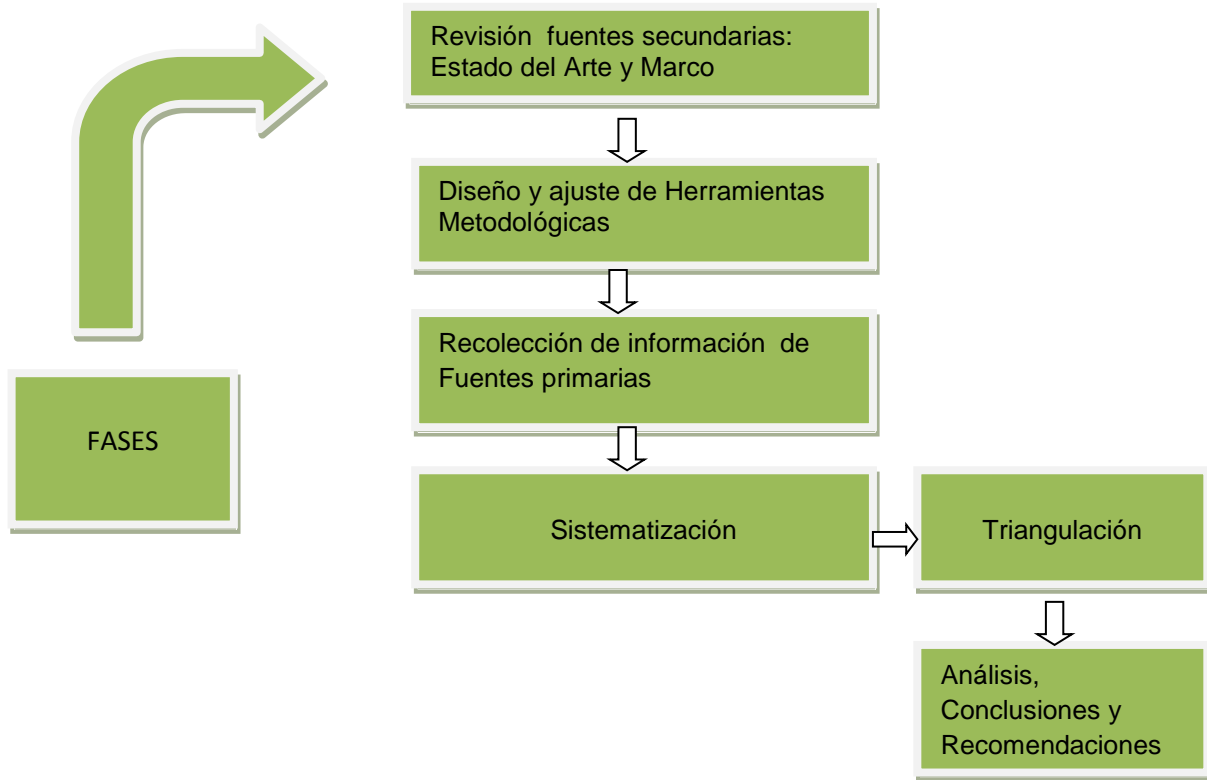 Revisión fuentes secundarias:
Estado del Arte y Marco
Diseño y ajuste de Herramientas
Metodológicas
Recolección de información de
Fuentes primarias
FASES
Sistematización
Triangulación
Análisis,
Conclusiones y
Recomendaciones